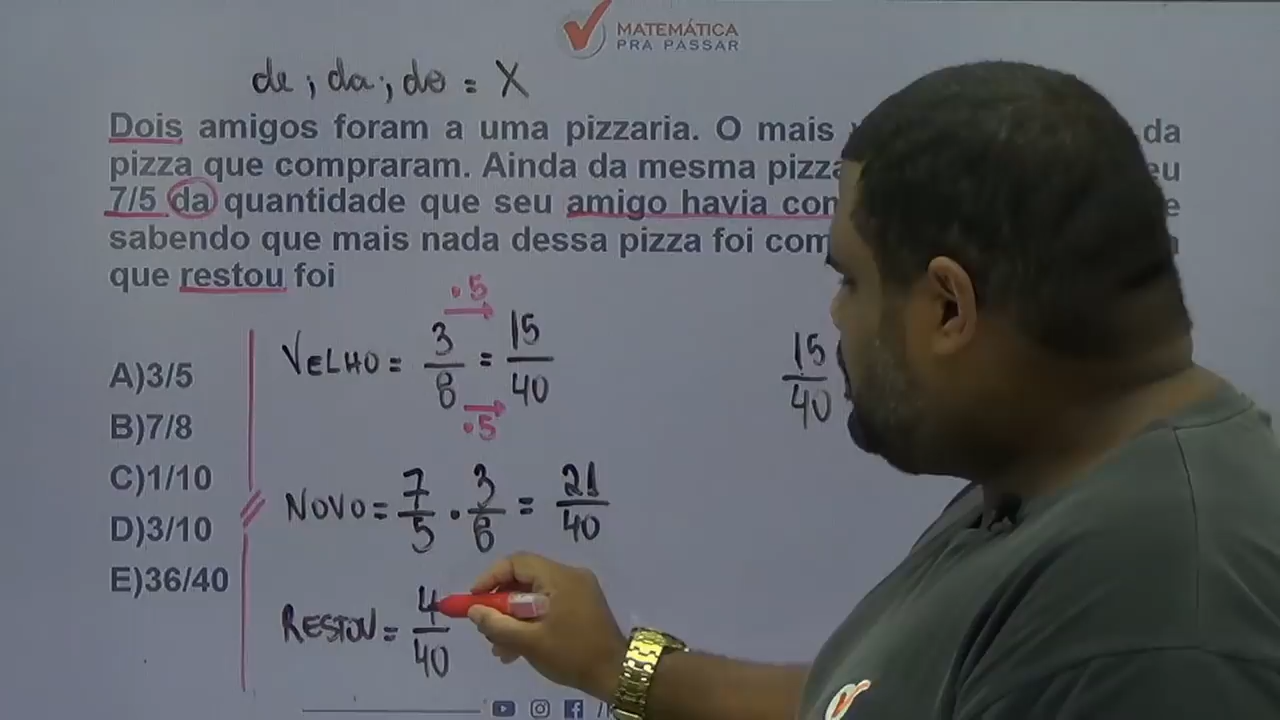 MATEMÁTICA
PRA PASSAR
de ; da ; do = X
Dois amigos foram a uma pizzaria. O mais da
pizza que compraram. Ainda da mesma
7/5 da quantidade que seu amigo havia
sabendo que mais nada dessa pizza foi
que restou foi
.5
VELHO = 3/8 = 15/40
.5
15/40
A)3/5
B)7/8
C)1/10
D)3/10
E)36/40
NOVO = 7/5 . 3/8 = 21/40
RESTOU = 4/40